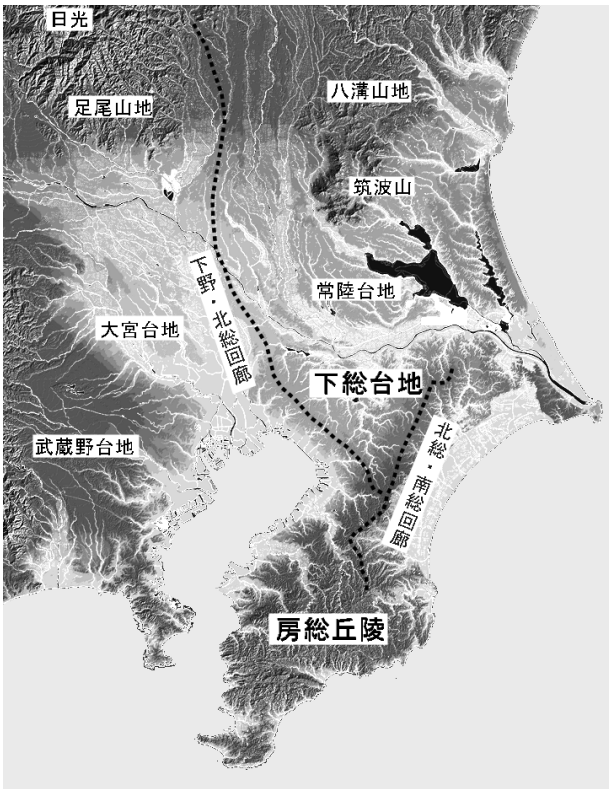 日光
足尾山地
八溝山地
筑波山
下野・北総回廊
常陸台地
大宮台地
下総台地
武蔵野台地
北総・南総回廊
房総丘陵